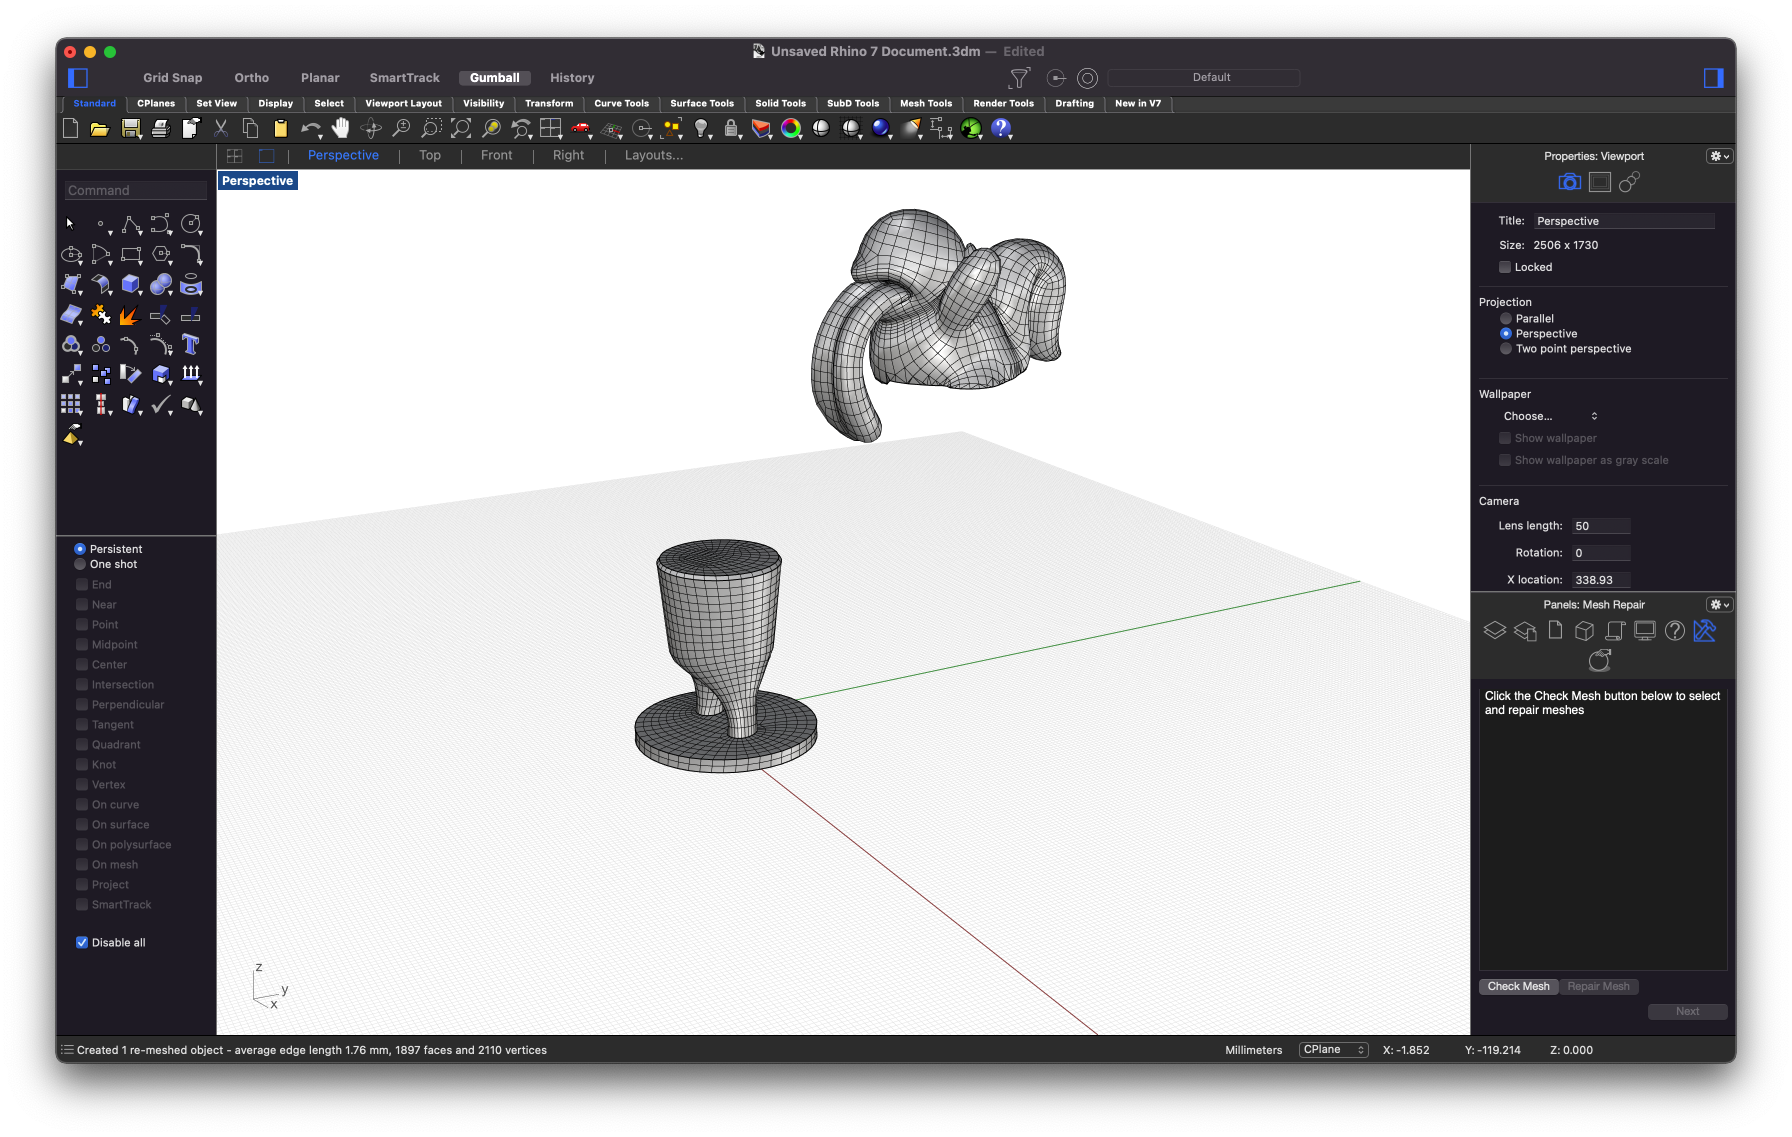 Unsaved Rhino 7 Document.3dm — Edited
Grid Snap Ortho Planar SmartTrack Gumball History Default
Standard CPlanes Set View Display Select Viewport Layout Visibility Transform Curve Tools Surface Tools Solid Tools SubD Tools Mesh Tools Render Tools Drafting New in V7
Perspective Top Front Right Layouts...
Perspective
Command
Persistent
One shot
End
Near
Point
Midpoint
Center
Intersection
Perpendicular
Tangent
Quadrant
Knot
Vertex
On curve
On surface
On polysurface
On mesh
Project
SmartTrack
Disable all
z
y
x
Properties: Viewport
Title: Perspective
Size: 2506 x 1730
Locked
Projection
Parallel
Perspective
Two point perspective
Wallpaper
Choose...
Show wallpaper
Show wallpaper as gray scale
Camera
Lens length: 50
Rotation: 0
X location: 338.93
Panels: Mesh Repair
Click the Check Mesh button below to select
and repair meshes
Check Mesh Repair Mesh
Next
Created 1 re-meshed object - average edge length 1.76 mm, 1897 faces and 2110 vertices
Millimeters CPlane X: -1.852 Y: -119.214 Z: 0.000